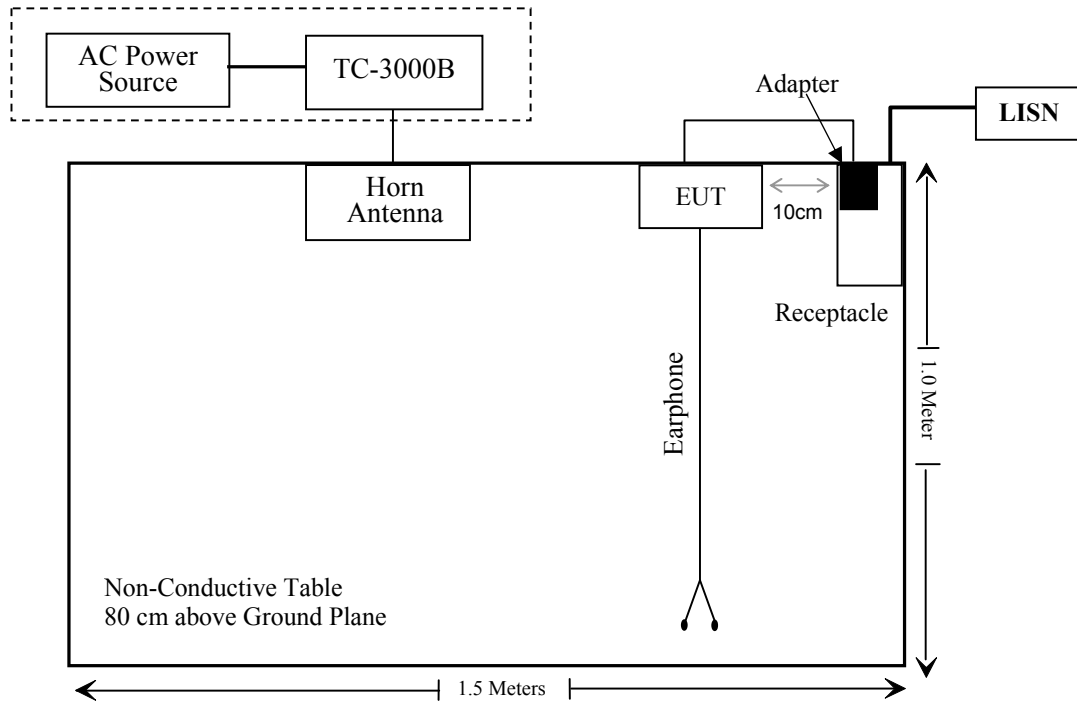 AC Power
Source
TC-3000B
Adapter
LISN
Horn
Antenna
EUT
10cm
Receptacle
Earphone
1.0 Meter
Non-Conductive Table
80 cm above Ground Plane
1.5 Meters